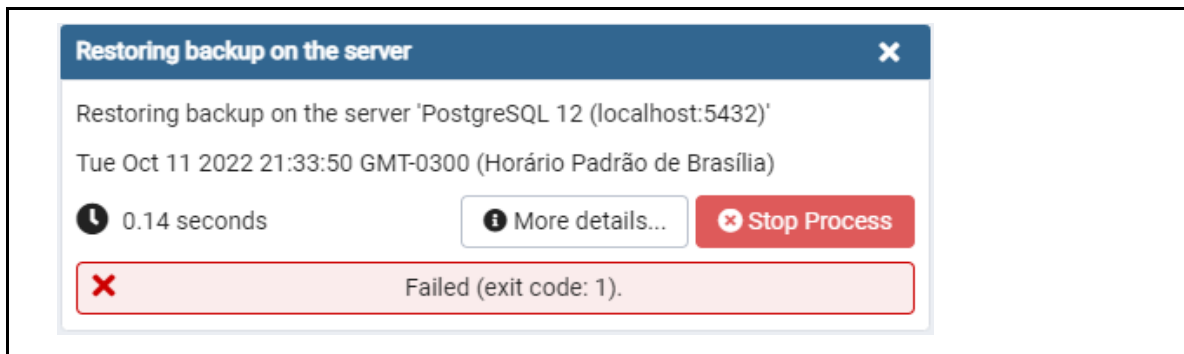 Restoring backup on the server
Restoring backup on the server 'PostgreSQL 12 (localhost:5432)'
Tue Oct 11 2022 21:33:50 GMT-0300 (Horário Padrão de Brasília)
0.14 seconds More details... Stop Process
Failed (exit code: 1).